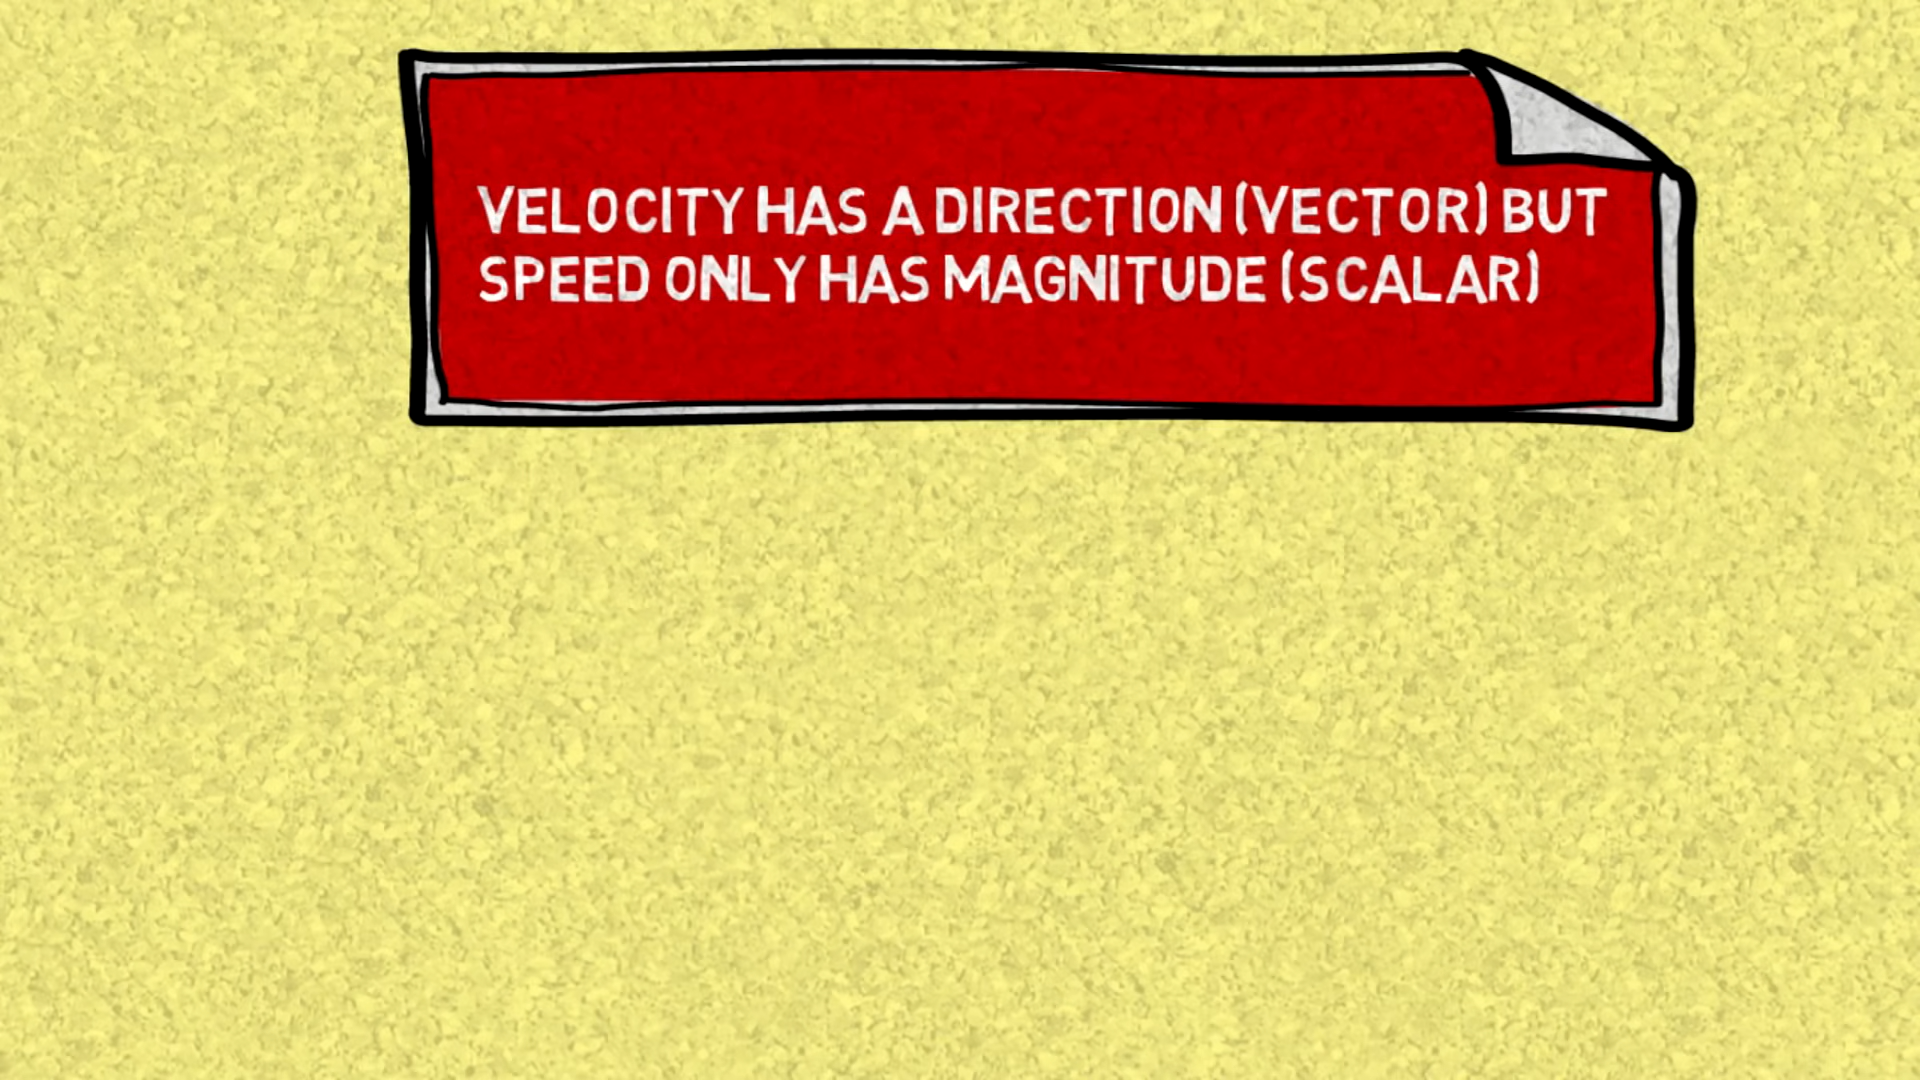 VELOCITY HAS A DIRECTION (VECTOR) BUT
SPEED ONLY HAS MAGNITUDE (SCALAR)